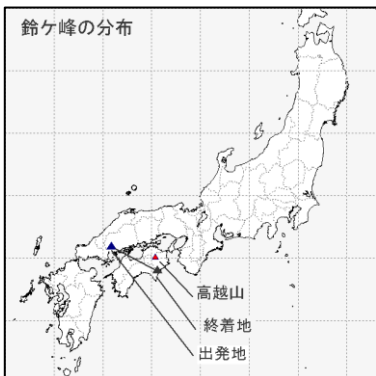 鈴ケ峰の分布
高越山
終着地
出発地